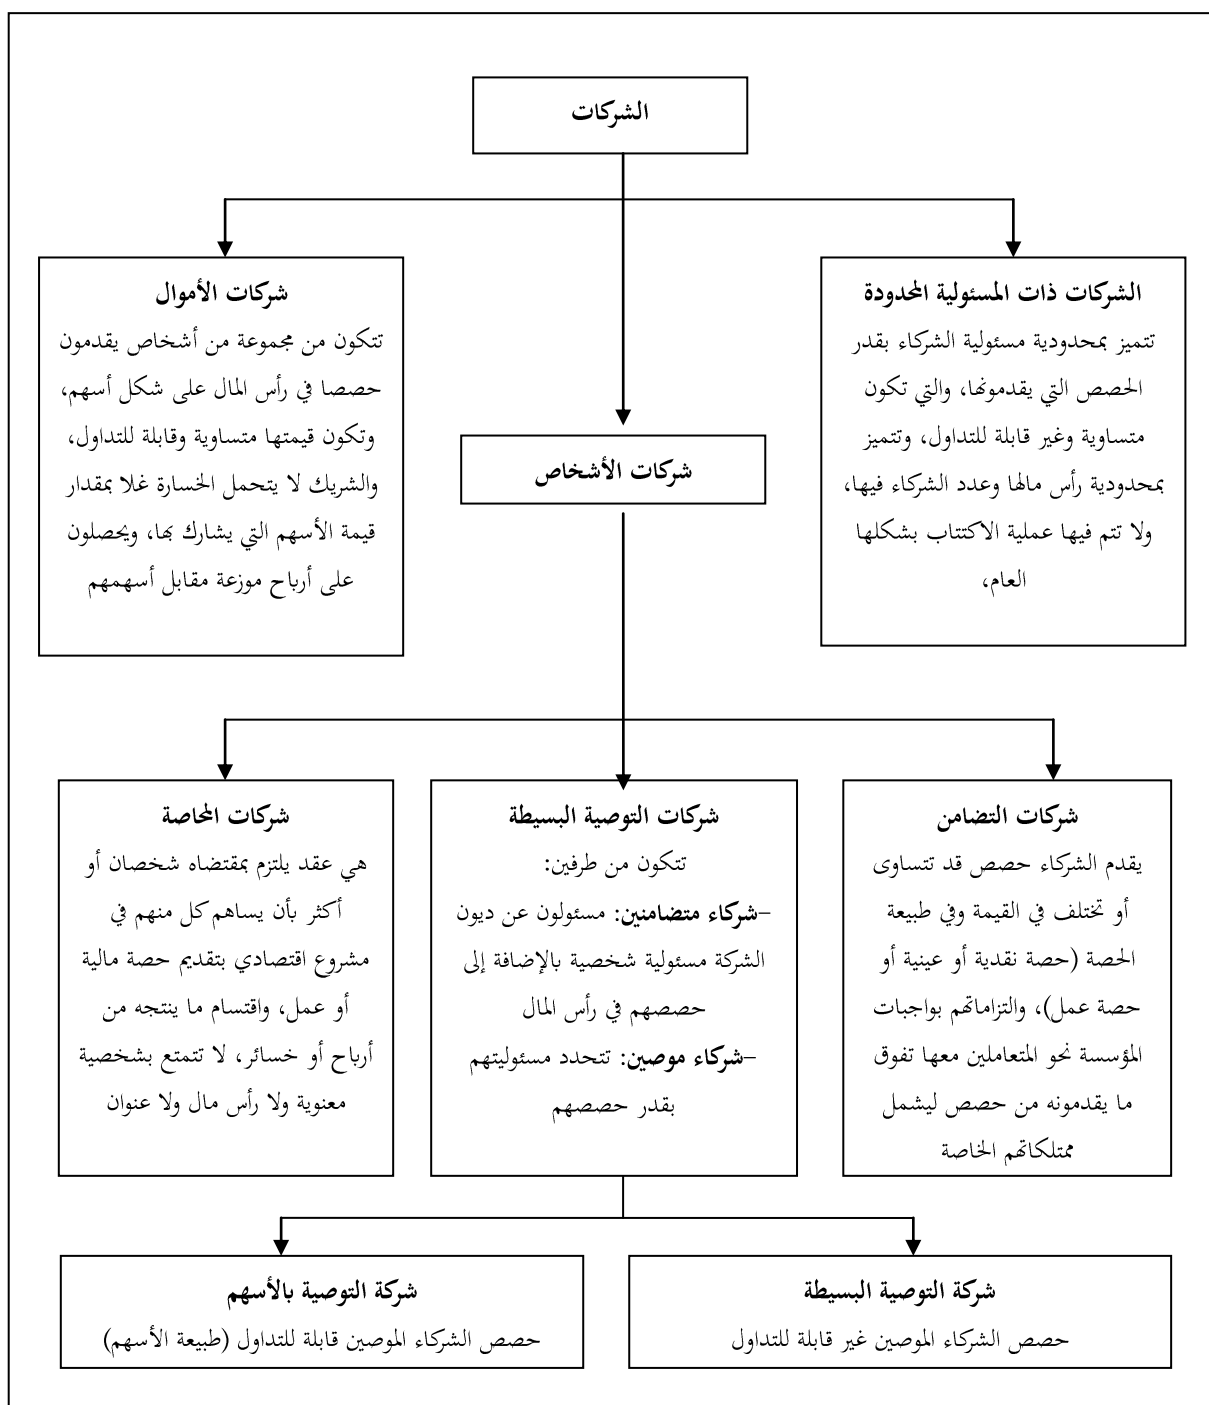 الشركات
الشركات ذات المسئولية المحدودة
تتميز بمحدودية مسئولية الشركاء بقدر
الحصص التي يقدمونها، والتي تكون
متساوية وغير قابلة للتداول، وتتميز
بمحدودية رأس مالها وعدد الشركاء فيها،
ولا تتم فيها عملية الاكتتاب بشكلها
العام،
شركات الأموال
تتكون من مجموعة من أشخاص يقدمون
حصصا في رأس المال على شكل أسهم،
وتكون قيمتها متساوية وقابلة للتداول،
والشريك لا يتحمل الخسارة غلا بمقدار
قيمة الأسهم التي يشارك بها، ويحصلون
على أرباح موزعة مقابل أسهمهم
شركات الأشخاص
شركات التضامن
يقدم الشركاء حصص قد تتساوى
أو تختلف في القيمة وفي طبيعة
الحصة (حصة نقدية أو عينية أو
حصة عمل)، والتزاماتهم بواجبات
المؤسسة نحو المتعاملين معها تفوق
ما يقدمونه من حصص ليشمل
ممتلكاتهم الخاصة
شركات التوصية البسيطة
تتكون من طرفين:
–شركاء متضامنين: مسئولون عن ديون
الشركة مسئولية شخصية بالإضافة إلى
حصصهم في رأس المال
–شركاء موصين: تتحدد مسئوليتهم
بقدر حصصهم
شركات المحاصة
هي عقد يلتزم بمقتضاه شخصان أو
أكثر بأن يساهم كل منهم في
مشروع اقتصادي بتقديم حصة مالية
أو عمل، واقتسام ما ينتجه من
أرباح أو خسائر، لا تتمتع بشخصية
معنوية ولا رأس مال ولا عنوان
شركة التوصية البسيطة
حصص الشركاء الموصين غير قابلة للتداول
شركة التوصية بالأسهم
حصص الشركاء الموصين قابلة للتداول (طبيعة الأسهم)